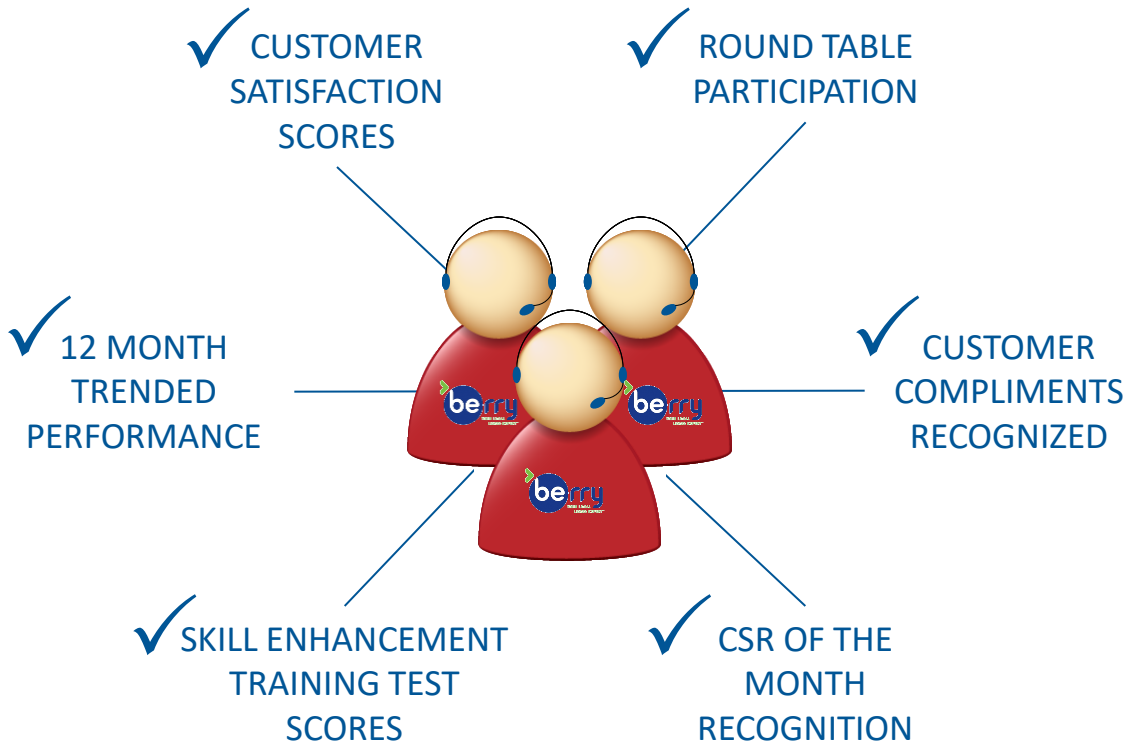 CUSTOMER
SATISFACTION
SCORES
ROUND TABLE
PARTICIPATION
12 MONTH
TRENDED
PERFORMANCE
CUSTOMER
COMPLIMENTS
RECOGNIZED
berry
berry
berry
SKILL ENHANCEMENT
TRAINING TEST
SCORES
CSR OF THE
MONTH
RECOGNITION